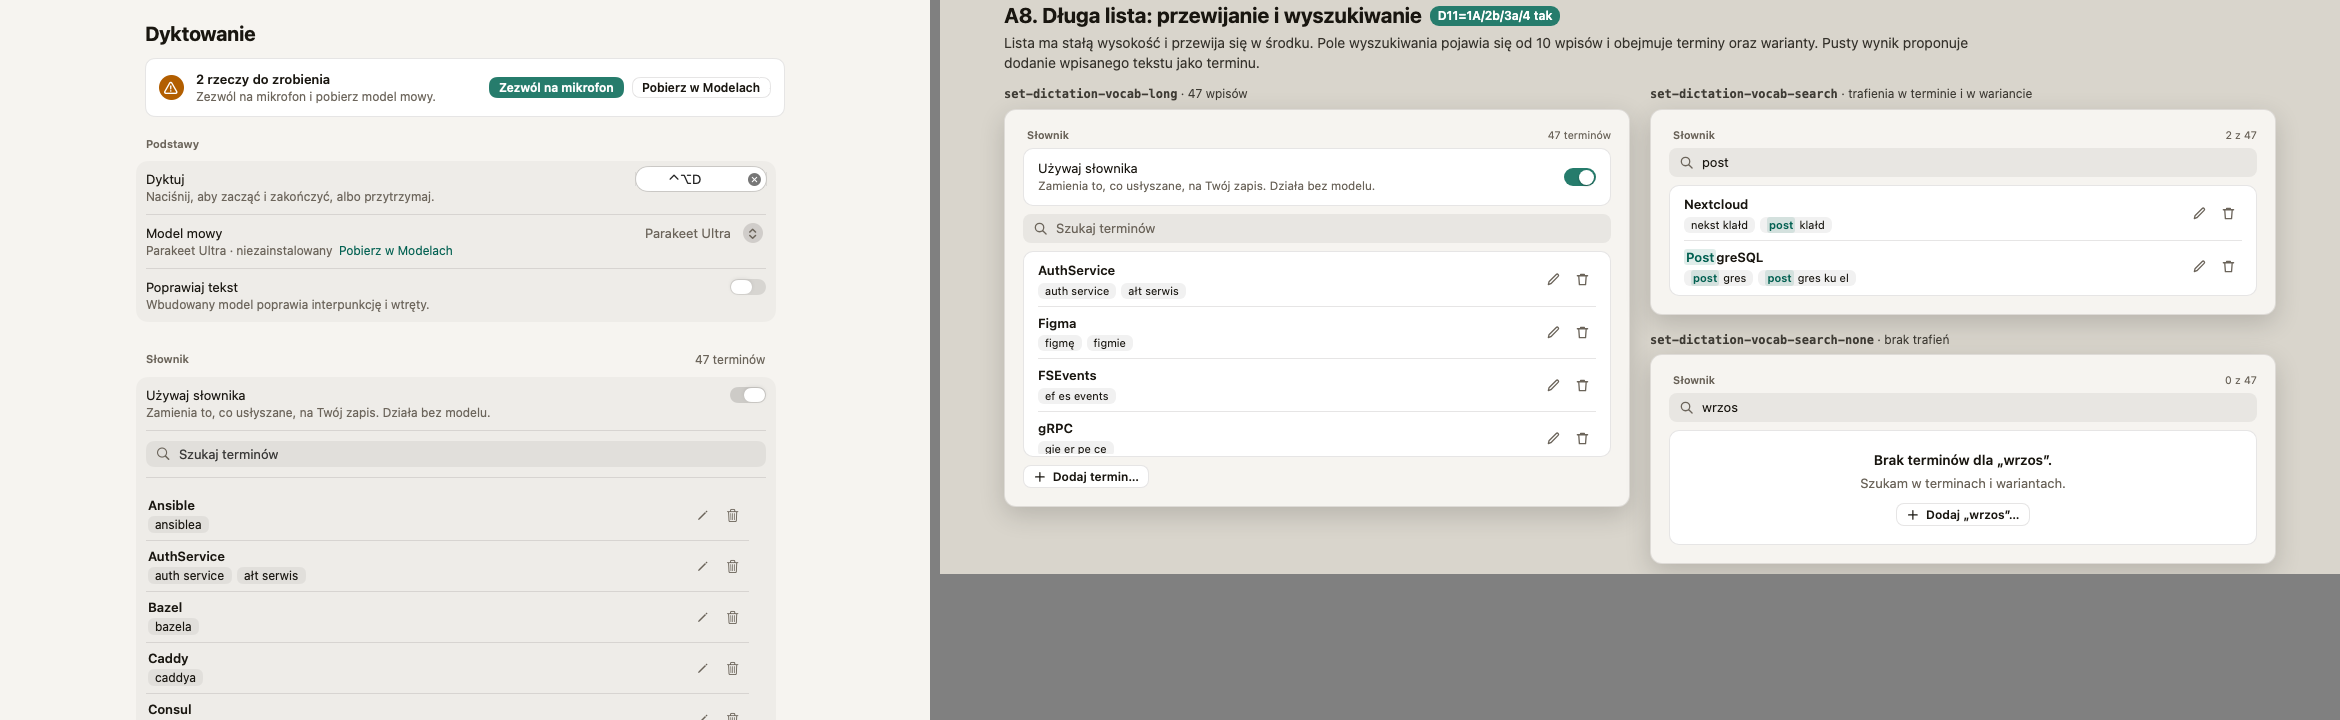 Dyktowanie
2 rzeczy do zrobienia
Zezwól na mikrofon i pobierz model mowy.
Zezwól na mikrofon
Pobierz w Modelach
Podstawy
Dyktuj
Naciśnij, aby zacząć i zakończyć, albo przytrzymaj.
^⌥D
Model mowy
Parakeet Ultra · niezainstalowany Pobierz w Modelach
Parakeet Ultra
Poprawiaj tekst
Wbudowany model poprawia interpunkcję i wtręty.
Słownik
47 terminów
Używaj słownika
Zamienia to, co usłyszane, na Twój zapis. Działa bez modelu.
Szukaj terminów
Ansible
ansiblea
AuthService
auth service
ałt serwis
Bazel
bazela
Caddy
caddya
Consul
A8. Długa lista: przewijanie i wyszukiwanie
D11=1A/2b/3a/4 tak
Lista ma stałą wysokość i przewija się w środku. Pole wyszukiwania pojawia się od 10 wpisów i obejmuje terminy oraz warianty. Pusty wynik proponuje
dodanie wpisanego tekstu jako terminu.
set-dictation-vocab-long · 47 wpisów
Słownik
47 terminów
Używaj słownika
Zamienia to, co usłyszane, na Twój zapis. Działa bez modelu.
Szukaj terminów
AuthService
auth service
ałt serwis
Figma
figmę
figmie
FSEvents
ef es events
gRPC
gie er pe ce
+ Dodaj termin...
set-dictation-vocab-search · trafienia w terminie i w wariancie
Słownik
2 z 47
post
Nextcloud
nekst klałd
post klałd
PostgreSQL
post gres
post gres ku el
set-dictation-vocab-search-none · brak trafień
Słownik
0 z 47
wrzos
Brak terminów dla „wrzos”.
Szukam w terminach i wariantach.
+ Dodaj „wrzos”...